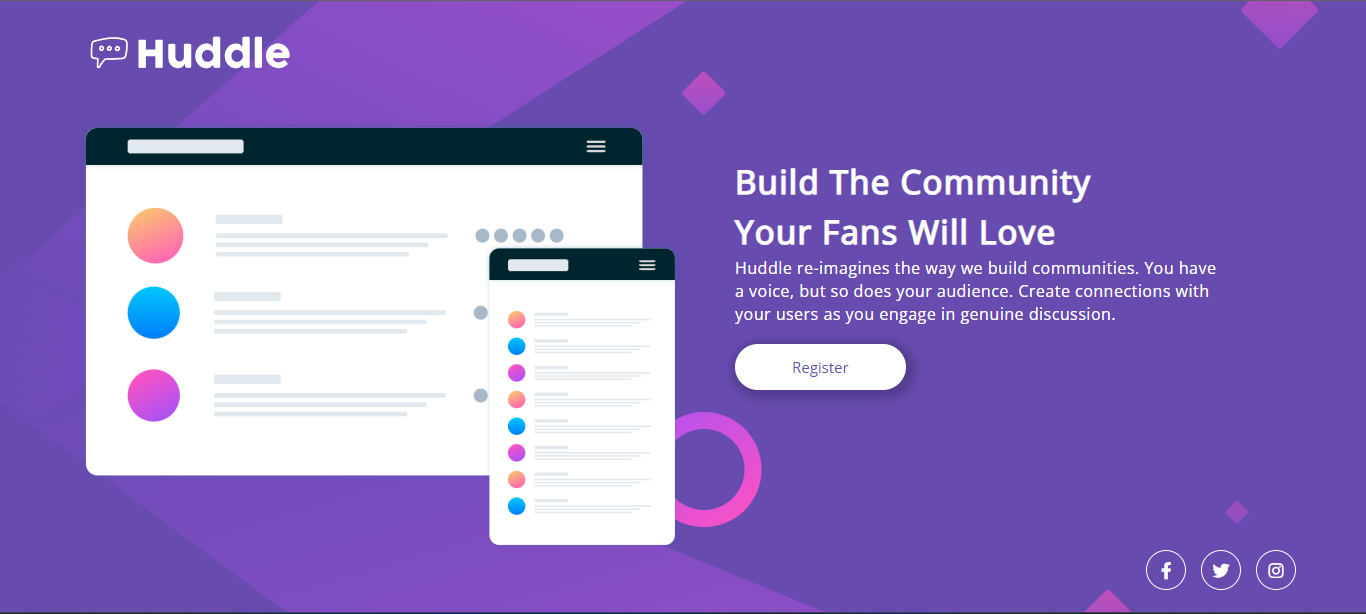 Huddle
Build The Community
Your Fans Will Love
Huddle re-imagines the way we build communities. You have
a voice, but so does your audience. Create connections with
your users as you engage in genuine discussion.
Register